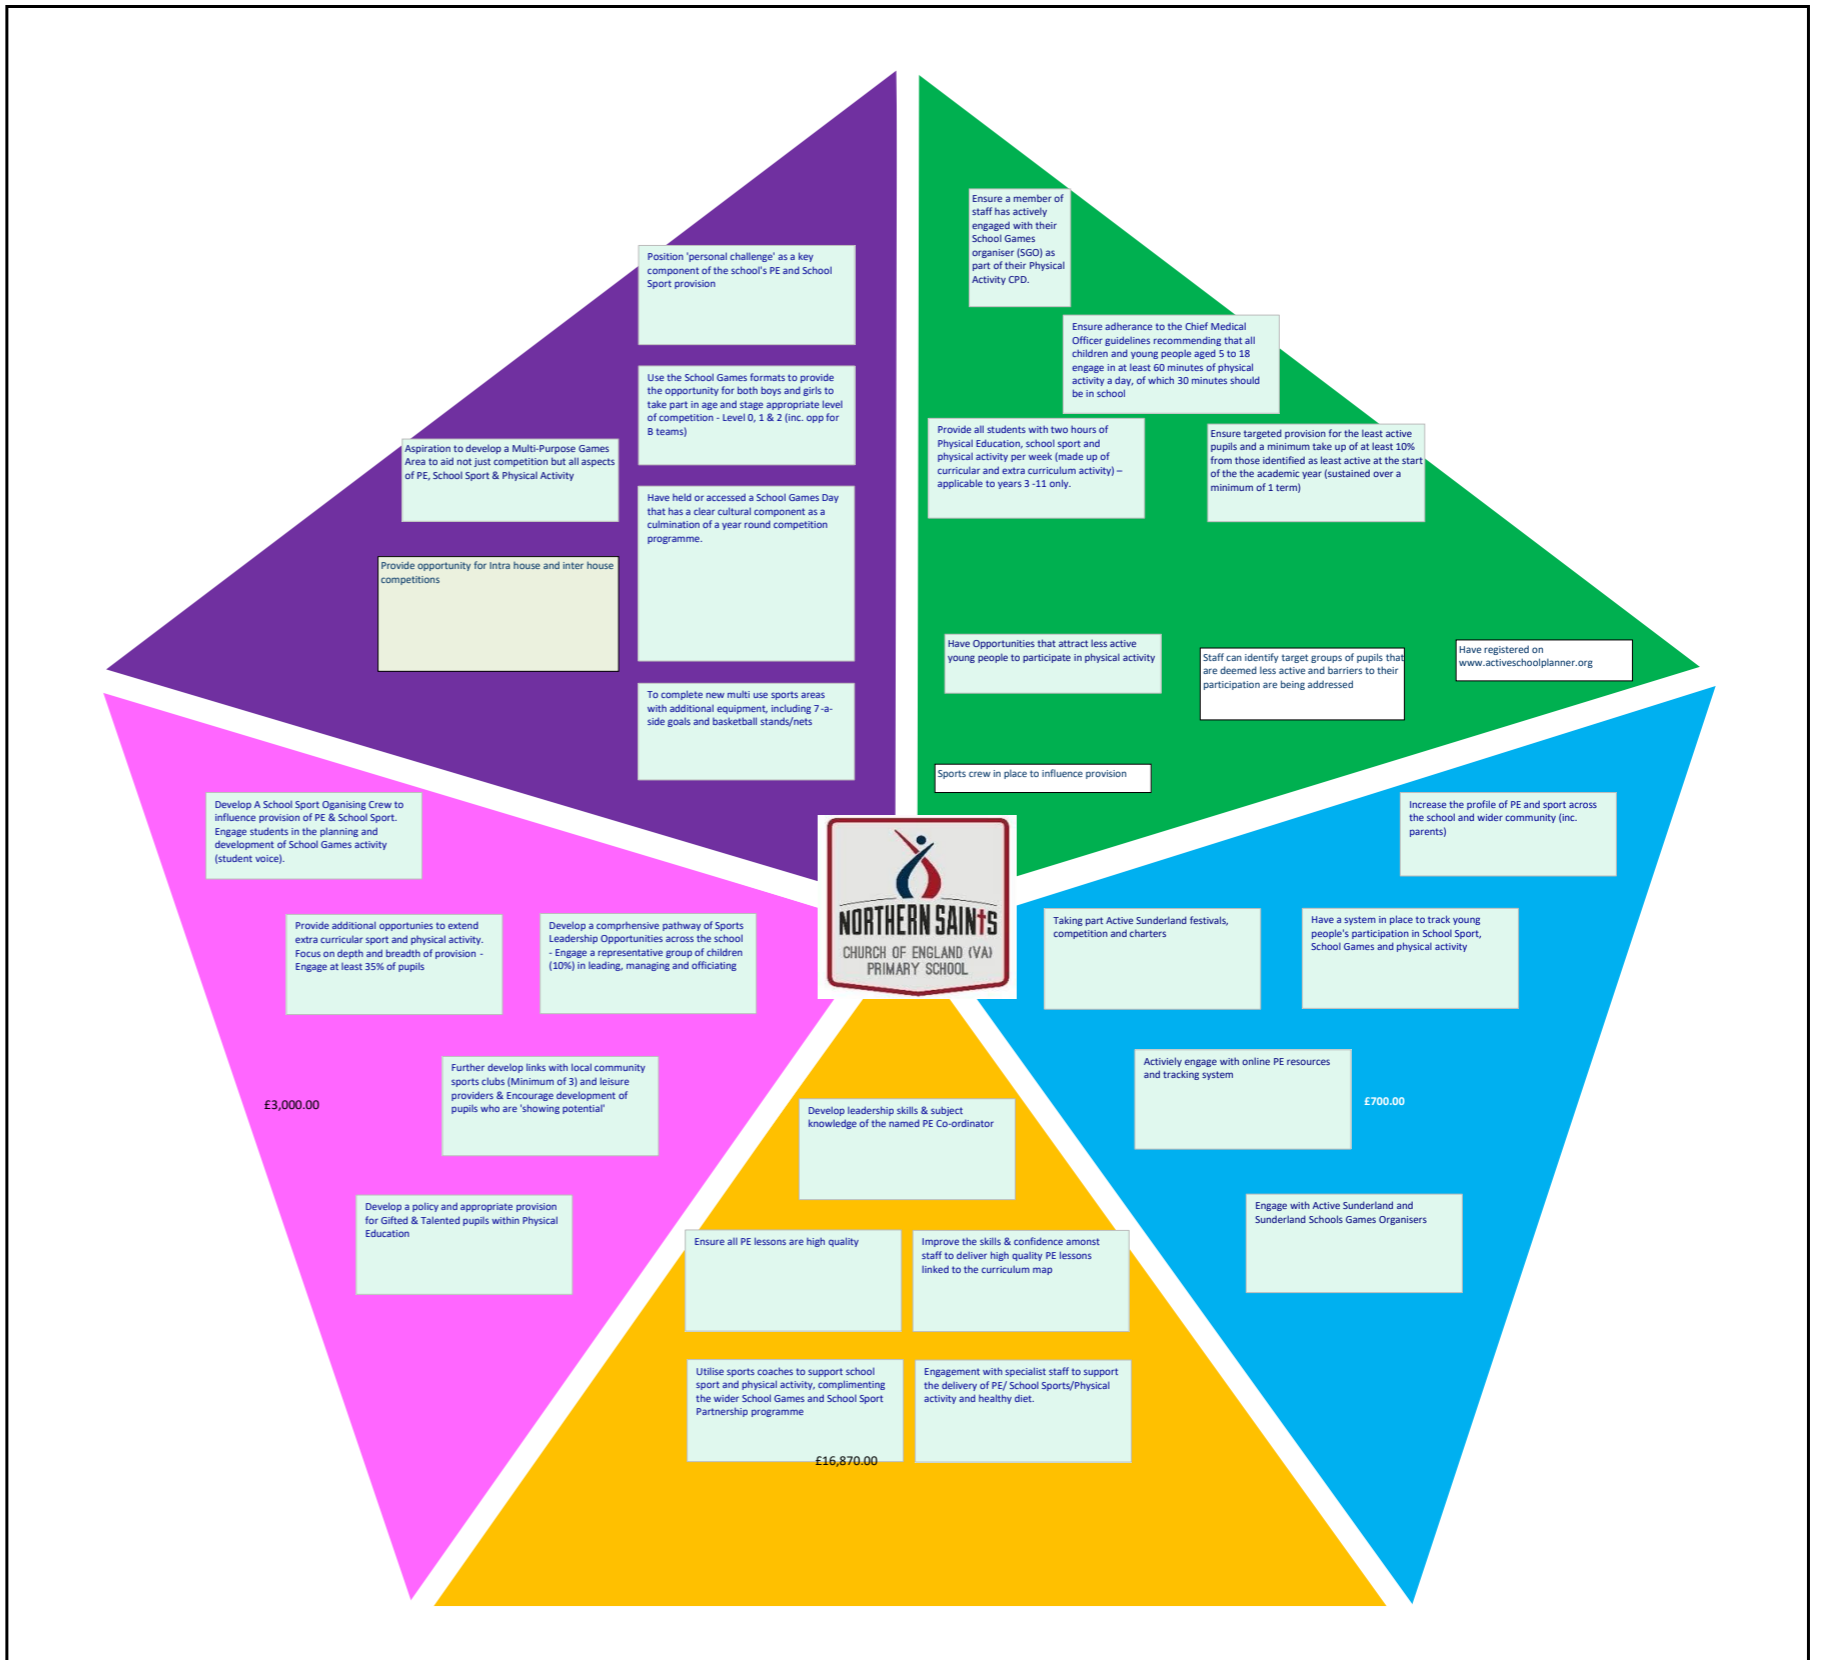 Position 'personal challenge' as a key
component of the school's PE and School
Sport provision
Use the School Games formats to provide
the opportunity for both boys and girls to
take part in age and stage appropriate level
of competition - Level 0, 1 & 2 (inc. opp for
B teams)
Aspiration to develop a Multi-Purpose Games
Area to aid not just competition but all aspects
of PE, School Sport & Physical Activity
Have held or accessed a School Games Day
that has a clear cultural component as a
culmination of a year round competition
programme.
Provide opportunity for Intra house and inter house
competitions
To complete new multi use sports areas
with additional equipment, including 7-a-
side goals and basketball stands/nets
Ensure a member of
staff has actively
engaged with their
School Games
organiser (SGO) as
part of their Physical
Activity CPD.
Ensure adherance to the Chief Medical
Officer guidelines recommending that all
children and young people aged 5 to 18
engage in at least 60 minutes of physical
activity a day, of which 30 minutes should
be in school
Provide all students with two hours of
Physical Education, school sport and
physical activity per week (made up of
curricular and extra curriculum activity) –
applicable to years 3 -11 only.
Ensure targeted provision for the least active
pupils and a minimum take up of at least 10%
from those identified as least active at the start
of the the academic year (sustained over a
minimum of 1 term)
Have Opportunities that attract less active
young people to participate in physical activity
Staff can identify target groups of pupils that
are deemed less active and barriers to their
participation are being addressed
Have registered on
www.activeschoolplanner.org
Sports crew in place to influence provision
NORTHERN SAINTS
CHURCH OF ENGLAND (VA)
PRIMARY SCHOOL
Develop A School Sport Oganising Crew to
influence provision of PE & School Sport.
Engage students in the planning and
development of School Games activity
(student voice).
Provide additional opportunies to extend
extra curricular sport and physical activity.
Focus on depth and breadth of provision -
Engage at least 35% of pupils
Develop a comprhensive pathway of Sports
Leadership Opportunities across the school
- Engage a representative group of children
(10%) in leading, managing and officiating
Further develop links with local community
sports clubs (Minimum of 3) and leisure
providers & Encourage development of
pupils who are 'showing potential'
£3,000.00
Develop a policy and appropriate provision
for Gifted & Talented pupils within Physical
Education
Develop leadership skills & subject
knowledge of the named PE Co-ordinator
Ensure all PE lessons are high quality
Improve the skills & confidence amonst
staff to deliver high quality PE lessons
linked to the curriculum map
Utilise sports coaches to support school
sport and physical activity, complimenting
the wider School Games and School Sport
Partnership programme
£16,870.00
Engagement with specialist staff to support
the delivery of PE/ School Sports/Physical
activity and healthy diet.
Increase the profile of PE and sport across
the school and wider community (inc.
parents)
Taking part Active Sunderland festivals,
competition and charters
Have a system in place to track young
people's participation in School Sport,
School Games and physical activity
Activiely engage with online PE resources
and tracking system
£700.00
Engage with Active Sunderland and
Sunderland Schools Games Organisers